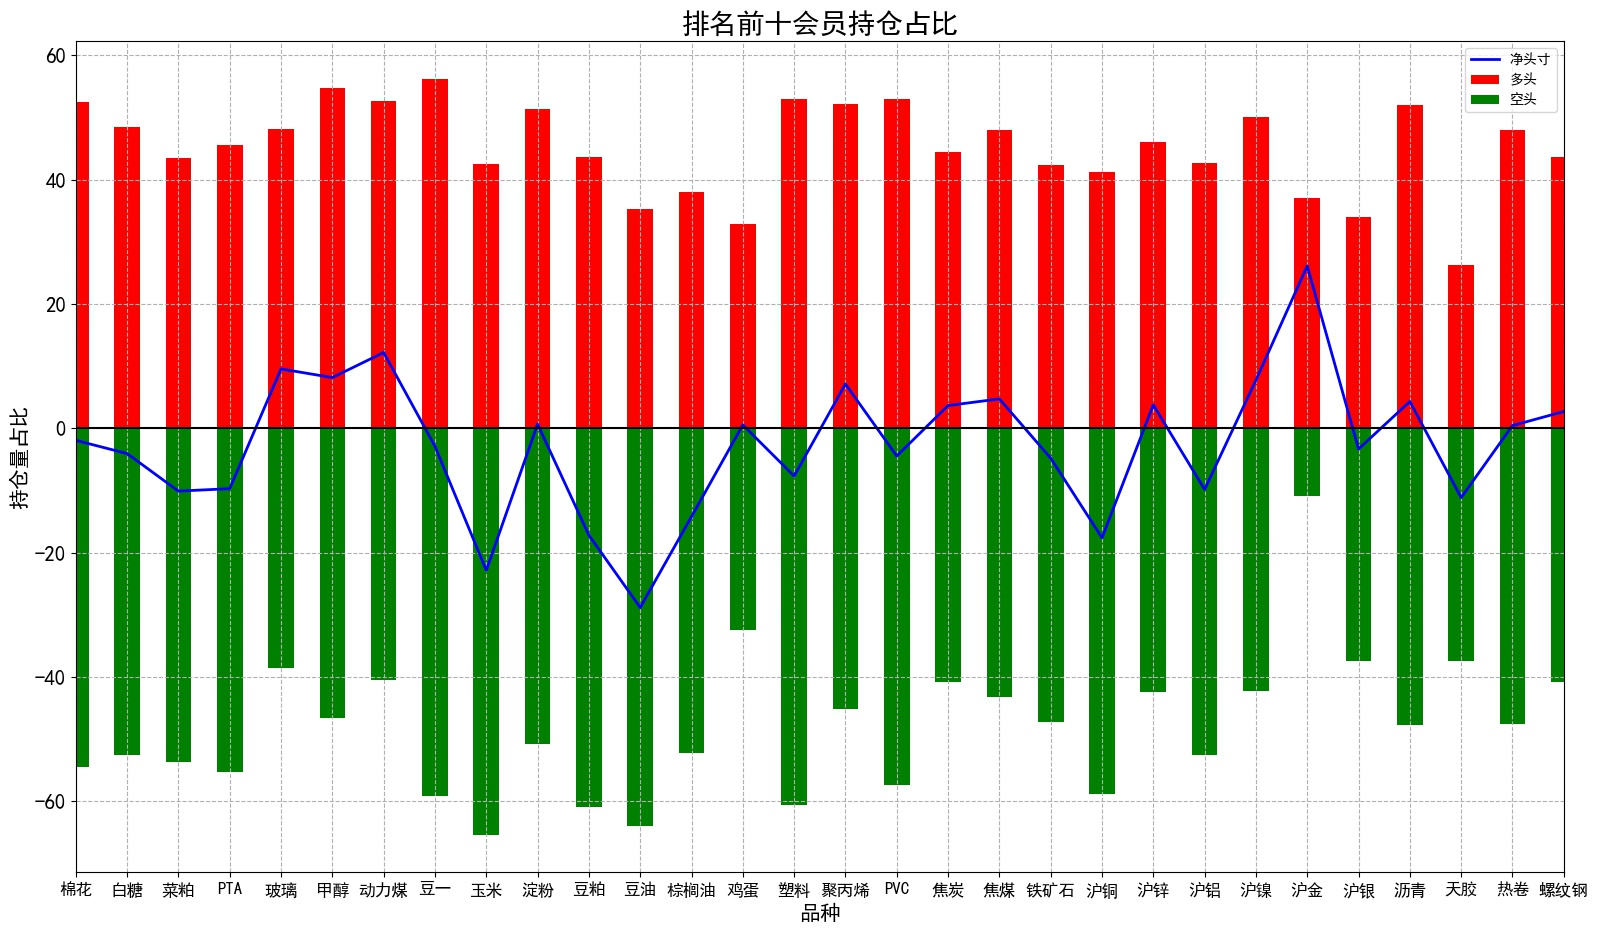 排名前十会员持仓占比
净头寸
多头
空头
60
40
20
0
−20
−40
−60
持仓量占比
棉花 白糖 菜粕 PTA 玻璃 甲醇 动力煤 豆一 玉米 淀粉 豆粕 豆油 棕榈油 鸡蛋 塑料 聚丙烯 PVC 焦炭 焦煤 铁矿石 沪铜 沪锌 沪铝 沪镍 沪金 沪银 沥青 天胶 热卷 螺纹钢
品种